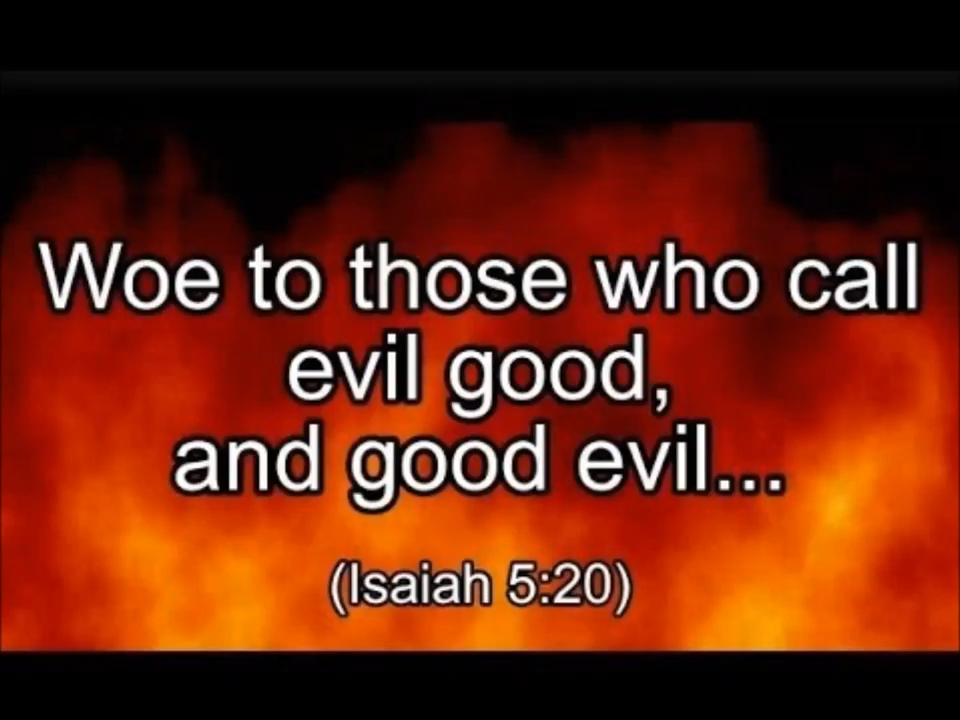 Woe to those who call
evil good,
and good evil...
(Isaiah 5:20)